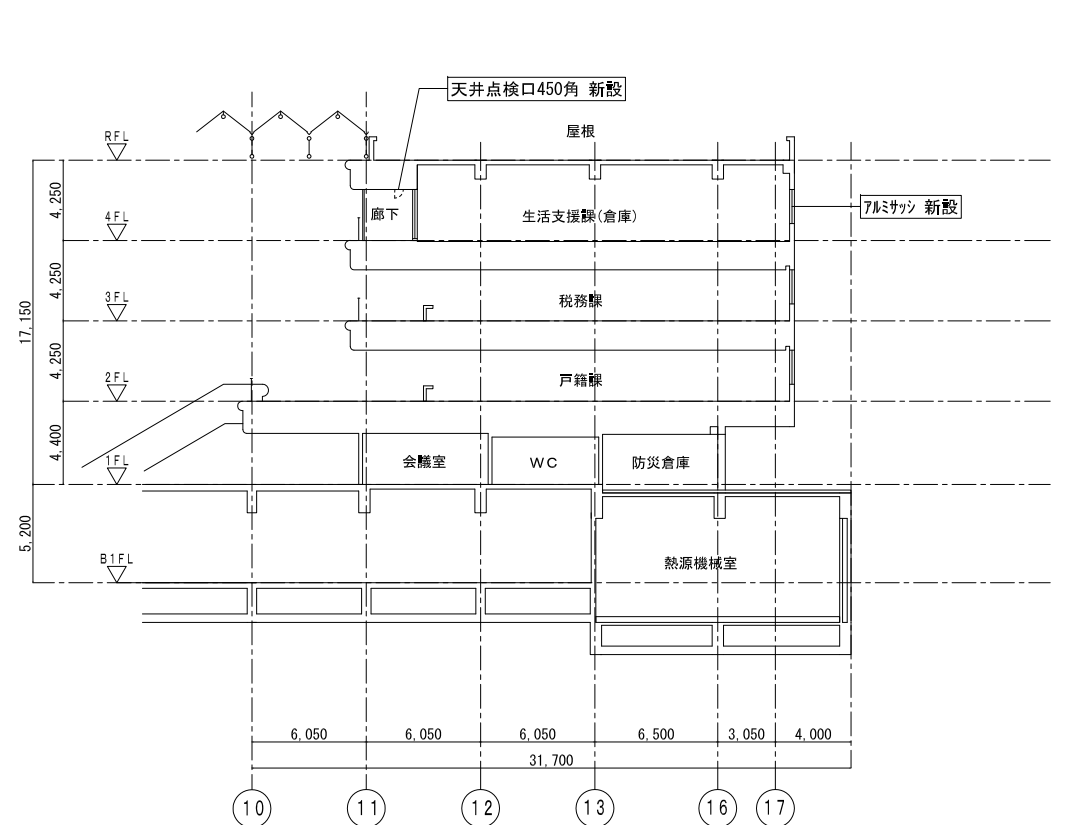 天井点検口450角 新設
屋根
RFL
4,250
廊下
生活支援課(倉庫)
アルミサッシ 新設
4FL
4,250
17,150
3FL
税務課
4,250
2FL
戸籍課
4,400
会議室
WC
防災倉庫
1FL
5,200
B1FL
熱源機械室
6,050
6,050
6,050
6,500
3,050
4,000
31,700
10
11
12
13
16
17